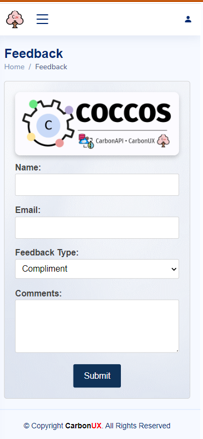 Feedback
Home / Feedback
C COCCOS
CarbonAPI • CarbonUX
Name:
Email:
Feedback Type:
Compliment
Comments:
Submit
© Copyright CarbonUX. All Rights Reserved